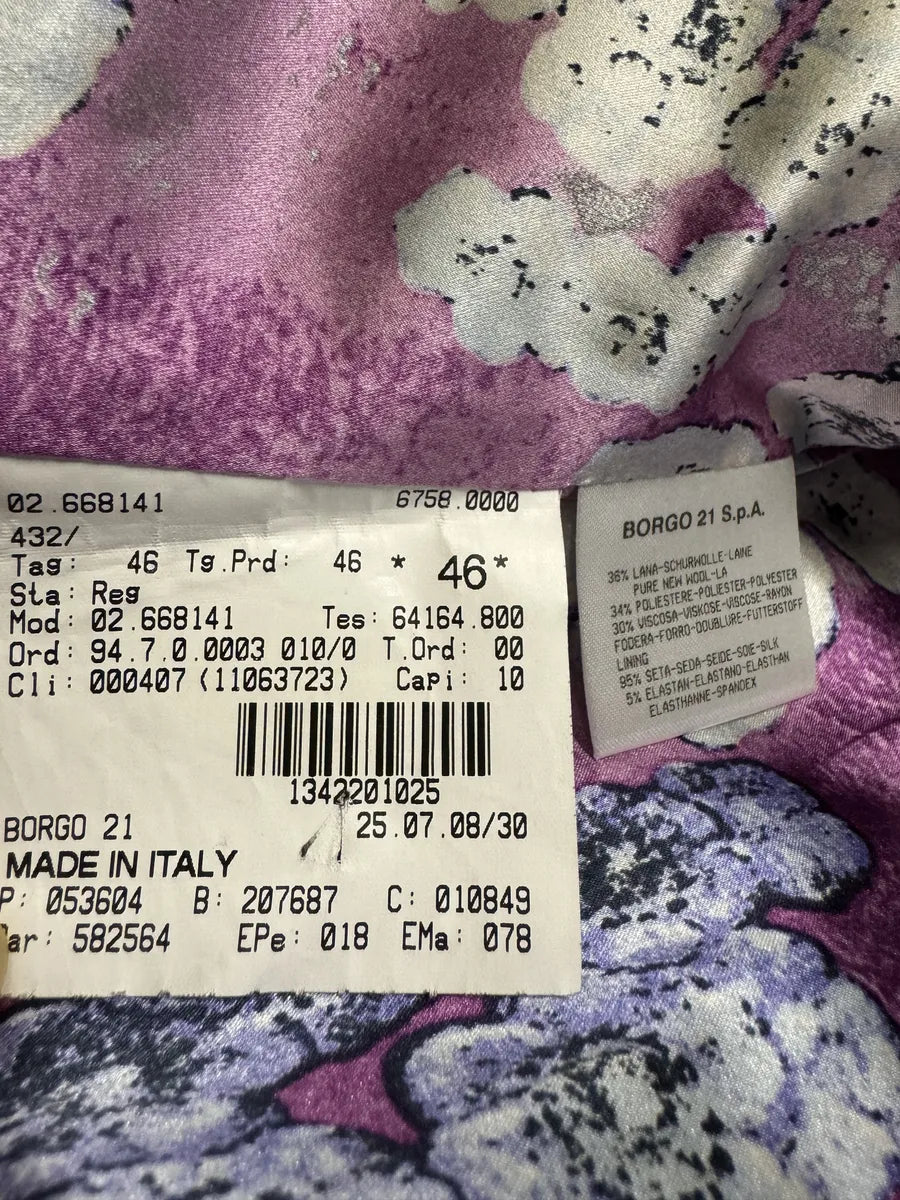 02.668141 6758.0000
432/
Tag: 46 Tg.Prd: 46 * 46*
Sta: Reg
Mod: 02.668141 Tes: 64164.800
Ord: 94.7.0.0003 010/0 T.Ord: 00
Cli: 000407 (11063723) Capi: 10
1342201025
BORGO 21 25.07.08/30
MADE IN ITALY
P: 053604 B: 207687 C: 010849
ar: 582564 EPe: 018 EMa: 078
BORGO 21 S.p.A.
36% LANA-SCHURWOLLE-LAINE
PURE NEW WOOL-LA
34% POLIESTERE-POLIESTER-POLYESTER
30% VISCOSA-VISKOSE-VISCOSE-RAYON
FODERA-FORRO-DOUBLURE-FUTTERSTOFF
LINING
95% SETA-SEDA-SEIDE-SOIE-SILK
5% ELASTAN-ELASTANO-ELASTHAN
ELASTHANNE-SPANDEX